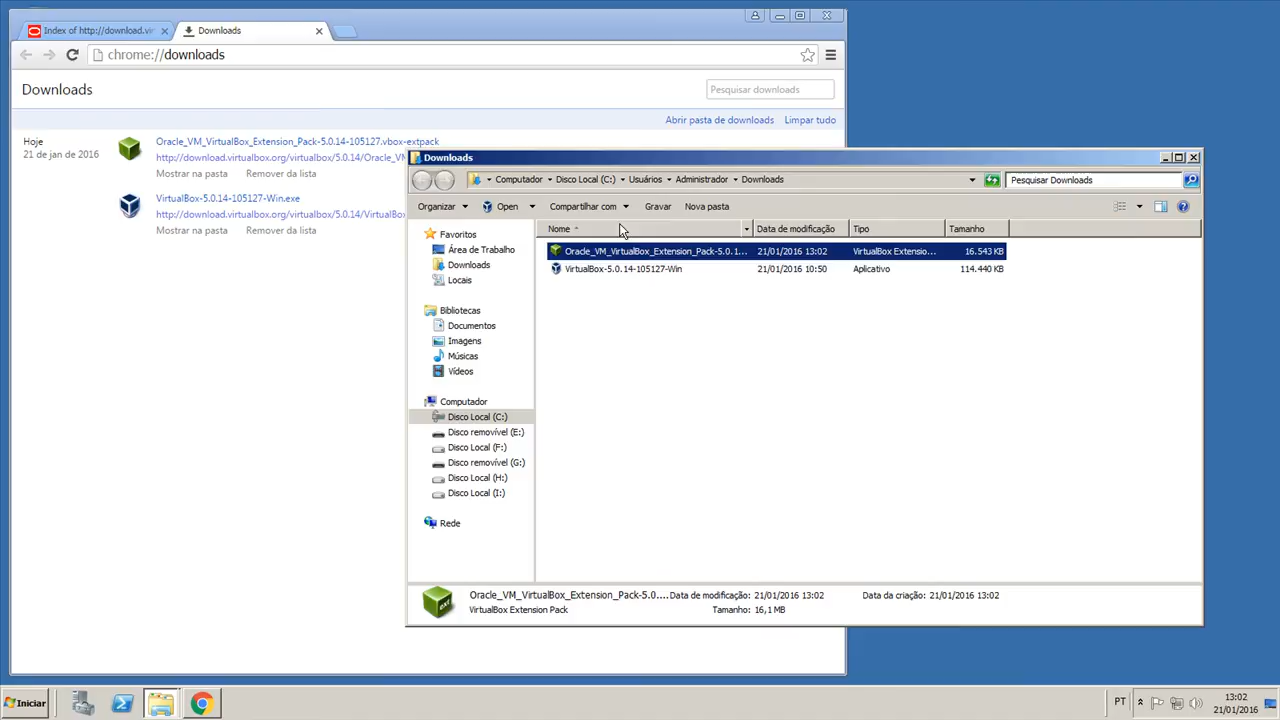 Index of http://download.vi
Downloads
chrome://downloads
Downloads
Pesquisar downloads
Abrir pasta de downloads
Limpar tudo
Hoje
21 de jan de 2016
Oracle_VM_VirtualBox_Extension_Pack-5.0.14-105127.vbox-extpack
http://download.virtualbox.org/virtualbox/5.0.14/Oracle_VM
Mostrar na pasta
Remover da lista
VirtualBox-5.0.14-105127-Win.exe
http://download.virtualbox.org/virtualbox/5.0.14/VirtualBo
Mostrar na pasta
Remover da lista
Downloads
Computador
Disco Local (C:)
Usuários
Administrador
Downloads
Pesquisar Downloads
Organizar
Open
Compartilhar com
Gravar
Nova pasta
Favoritos
Área de Trabalho
Downloads
Locais
Bibliotecas
Documentos
Imagens
Músicas
Vídeos
Computador
Disco Local (C:)
Disco removível (E:)
Disco Local (F:)
Disco removível (G:)
Disco Local (H:)
Disco Local (I:)
Rede
Nome
Data de modificação
Tipo
Tamanho
Oracle_VM_VirtualBox_Extension_Pack-5.0.1... 21/01/2016 13:02 VirtualBox Extensio... 16.543 KB
VirtualBox-5.0.14-105127-Win 21/01/2016 10:50 Aplicativo 114.440 KB
Oracle_VM_VirtualBox_Extension_Pack-5.0.... Data de modificação: 21/01/2016 13:02 Data da criação: 21/01/2016 13:02
VirtualBox Extension Pack Tamanho: 16,1 MB
Iniciar
PT
13:02
21/01/2016